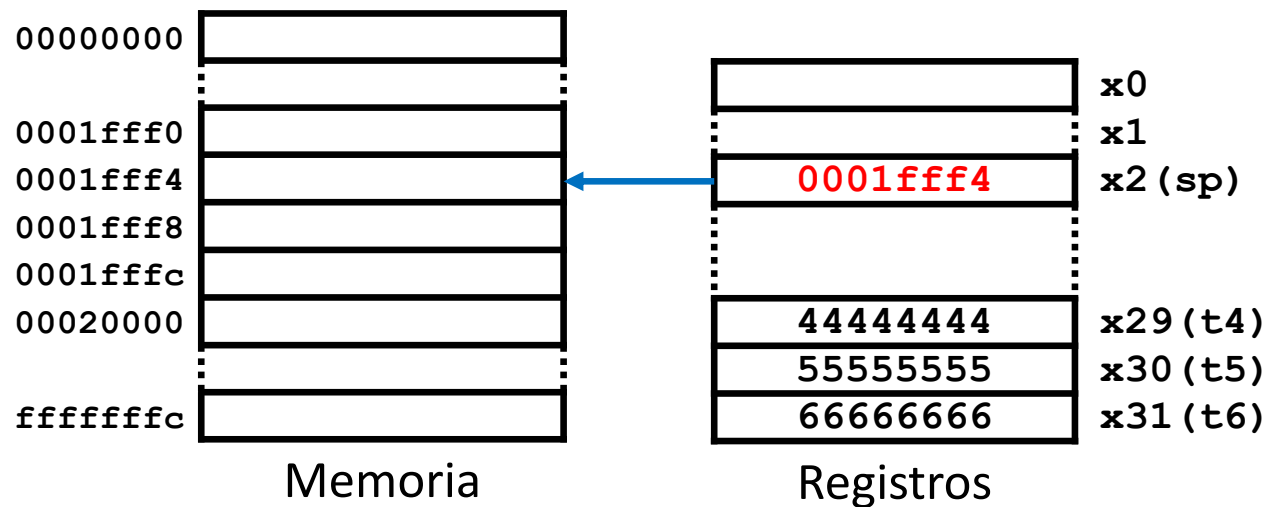 00000000
x0
0001fff0
x1
0001fff4
0001fff4
x2(sp)
0001fff8
0001fffc
00020000
44444444
x29(t4)
55555555
x30(t5)
fffffffc
66666666
x31(t6)
Memoria
Registros